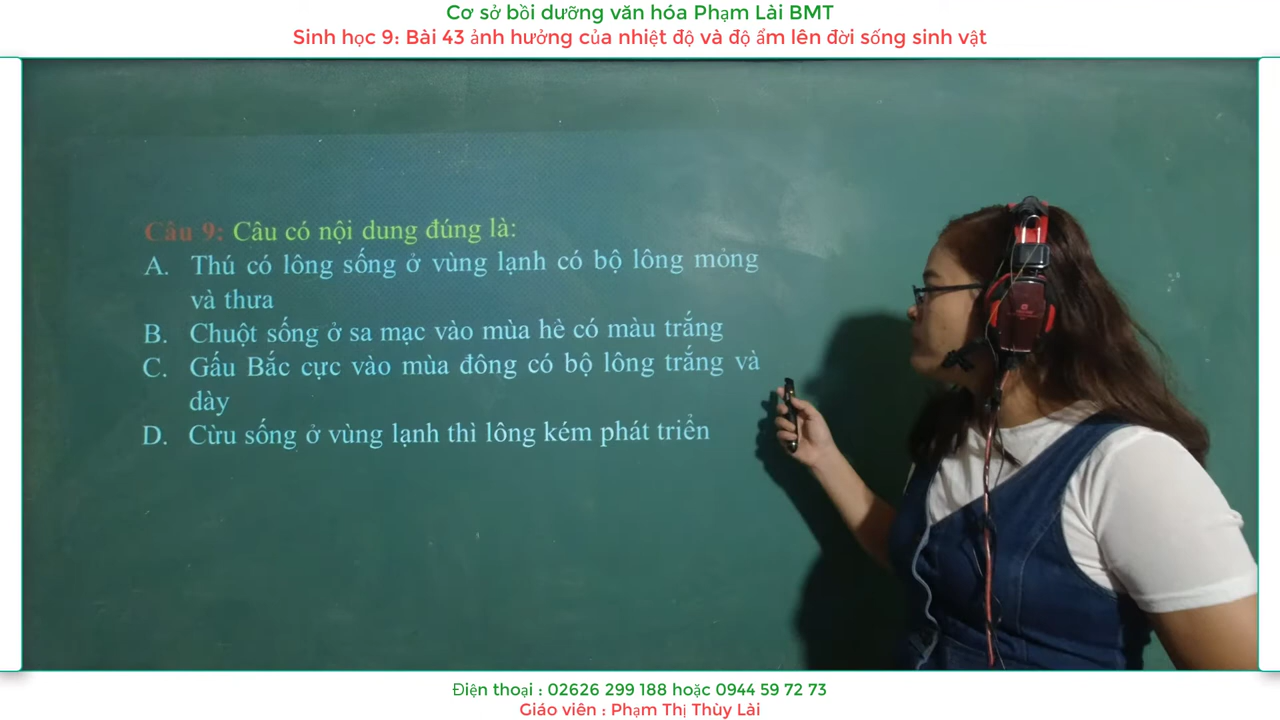 Cơ sở bồi dưỡng văn hóa Phạm Lài BMT
Sinh học 9: Bài 43 ảnh hưởng của nhiệt độ và độ ẩm lên đời sống sinh vật
Câu 9: Câu có nội dung đúng là:
A. Thú có lông sống ở vùng lạnh có bộ lông mỏng
và thưa
B. Chuột sống ở sa mạc vào mùa hè có màu trắng
C. Gấu Bắc cực vào mùa đông có bộ lông trắng và
dày
D. Cừu sống ở vùng lạnh thì lông kém phát triển
Điện thoại : 02626 299 188 hoặc 0944 59 72 73
Giáo viên : Phạm Thị Thùy Lài